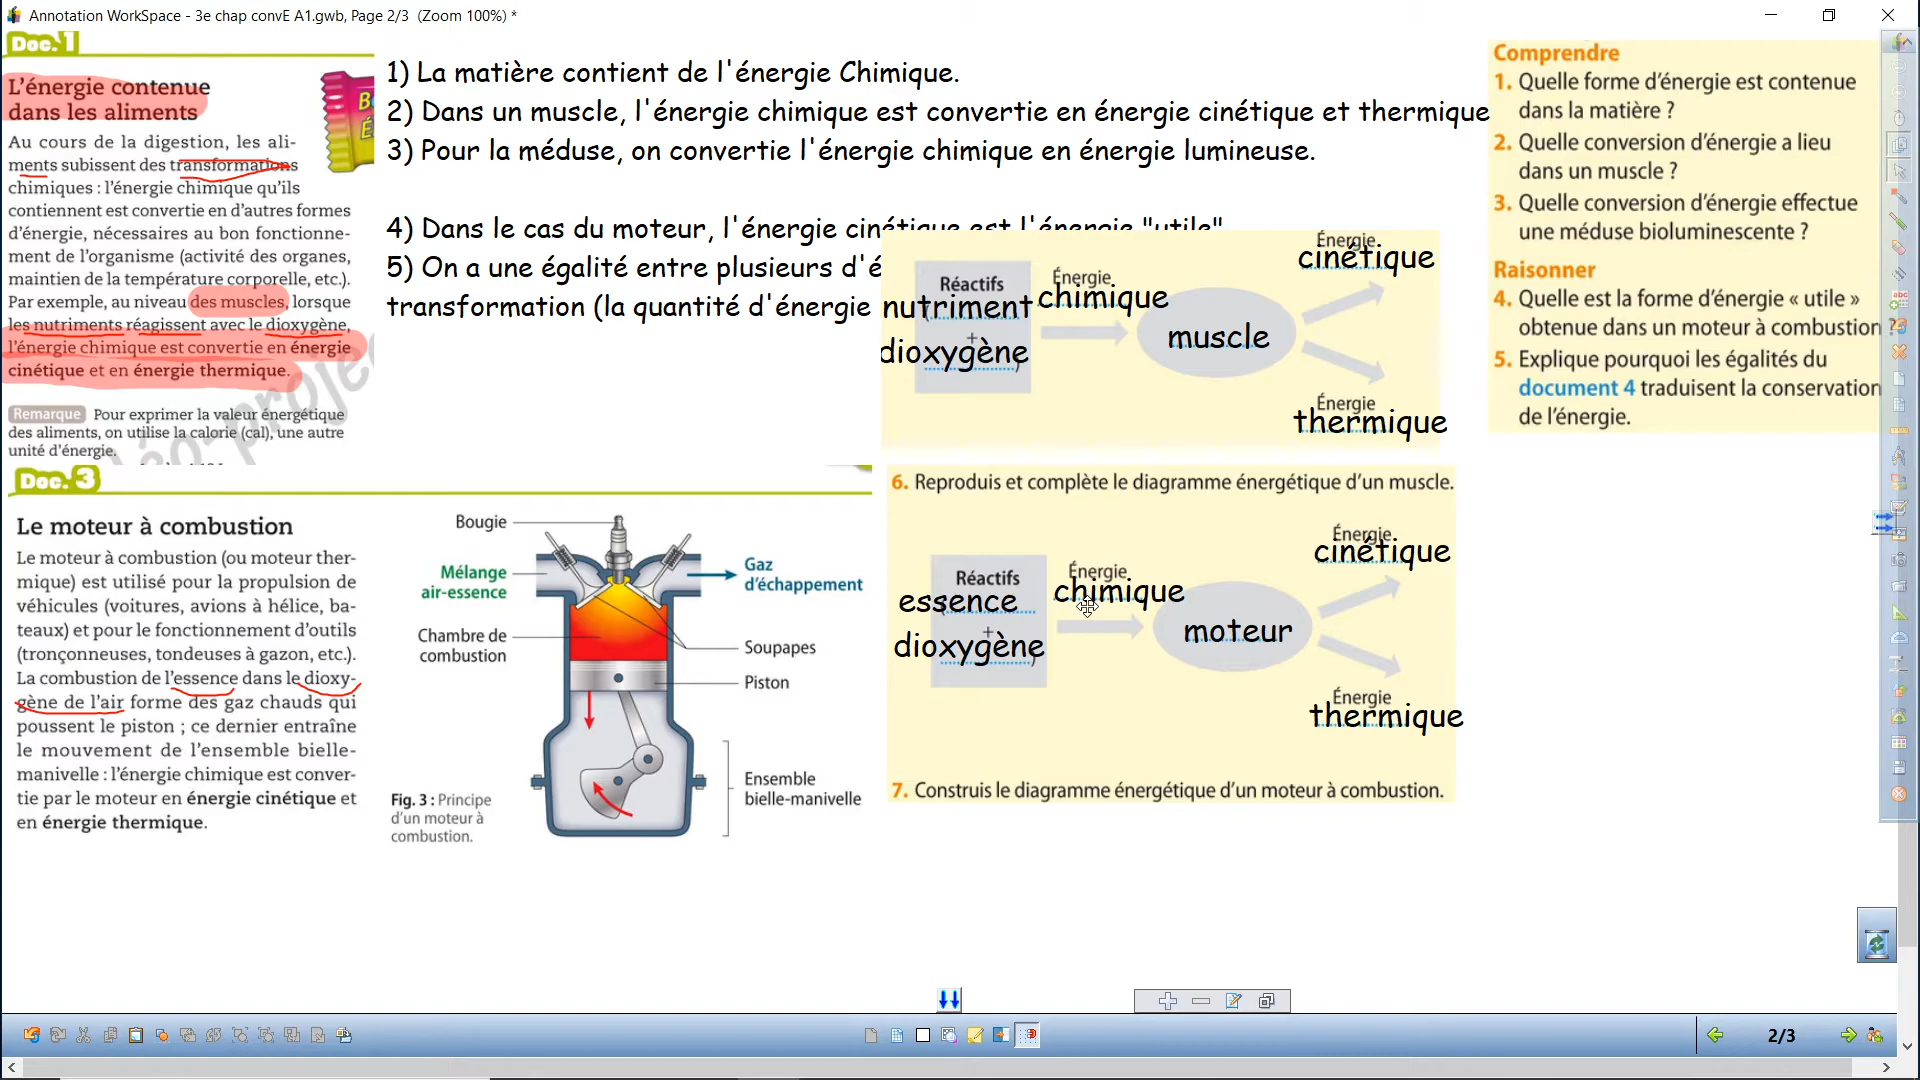 Annotation WorkSpace - 3e chap convE A1.gwb, Page 2/3 (Zoom 100%) *
Doc. 1
L'énergie contenue
dans les aliments
Au cours de la digestion, les ali-
ments subissent des transformations
chimiques : l'énergie chimique qu'ils
contiennent est convertie en d'autres formes
d'énergie, nécessaires au bon fonctionne-
ment de l'organisme (activité des organes,
maintien de la température corporelle, etc.).
Par exemple, au niveau des muscles, lorsque
les nutriments réagissent avec le dioxygène,
l'énergie chimique est convertie en énergie
cinétique et en énergie thermique.
Remarque Pour exprimer la valeur énergétique
des aliments, on utilise la calorie (cal), une autre
unité d'énergie.
1) La matière contient de l'énergie Chimique.
2) Dans un muscle, l'énergie chimique est convertie en énergie cinétique et thermique
3) Pour la méduse, on convertie l'énergie chimique en énergie lumineuse.
4) Dans le cas du moteur, l'énergie cinétique est l'énergie "utile"
5) On a une égalité entre plusieurs d'é
transformation (la quantité d'énergie
Réactifs
nutriment
+
dioxygène
Énergie
chimique
muscle
Énergie
cinétique
Énergie
thermique
6. Reproduis et complète le diagramme énergétique d'un muscle.
Réactifs
essence
+
dioxygène
Énergie
chimique
moteur
Énergie
cinétique
Énergie
thermique
7. Construis le diagramme énergétique d'un moteur à combustion.
Comprendre
1. Quelle forme d'énergie est contenue
dans la matière ?
2. Quelle conversion d'énergie a lieu
dans un muscle ?
3. Quelle conversion d'énergie effectue
une méduse bioluminescente ?
Raisonner
4. Quelle est la forme d'énergie « utile »
obtenue dans un moteur à combustion ?
5. Explique pourquoi les égalités du
document 4 traduisent la conservation
de l'énergie.
Doc. 3
Le moteur à combustion
Le moteur à combustion (ou moteur ther-
mique) est utilisé pour la propulsion de
véhicules (voitures, avions à hélice, ba-
teaux) et pour le fonctionnement d'outils
(tronçonneuses, tondeuses à gazon, etc.).
La combustion de l'essence dans le dioxy-
gène de l'air forme des gaz chauds qui
poussent le piston ; ce dernier entraîne
le mouvement de l'ensemble bielle-
manivelle : l'énergie chimique est conver-
tie par le moteur en énergie cinétique et
en énergie thermique.
Bougie
Mélange
air-essence
Chambre de
combustion
Gaz
d'échappement
Soupapes
Piston
Ensemble
bielle-manivelle
Fig. 3 : Principe
d'un moteur à
combustion.
2/3